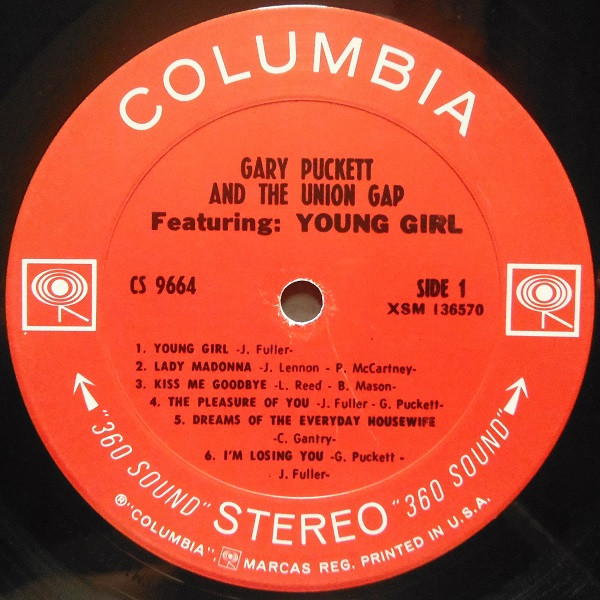 COLUMBIA
GARY PUCKETT
AND THE UNION GAP
Featuring: YOUNG GIRL
CS 9664
SIDE 1
XSM 136570
1. YOUNG GIRL -J. Fuller-
2. LADY MADONNA -J. Lennon - P. McCartney-
3. KISS ME GOODBYE -L. Reed - B. Mason-
4. THE PLEASURE OF YOU -J. Fuller - G. Puckett-
5. DREAMS OF THE EVERYDAY HOUSEWIFE
-C. Gantry-
6. I'M LOSING YOU -G. Puckett -
J. Fuller-
"360 SOUND" STEREO "360 SOUND"
®"COLUMBIA", MARCAS REG. PRINTED IN U.S.A.